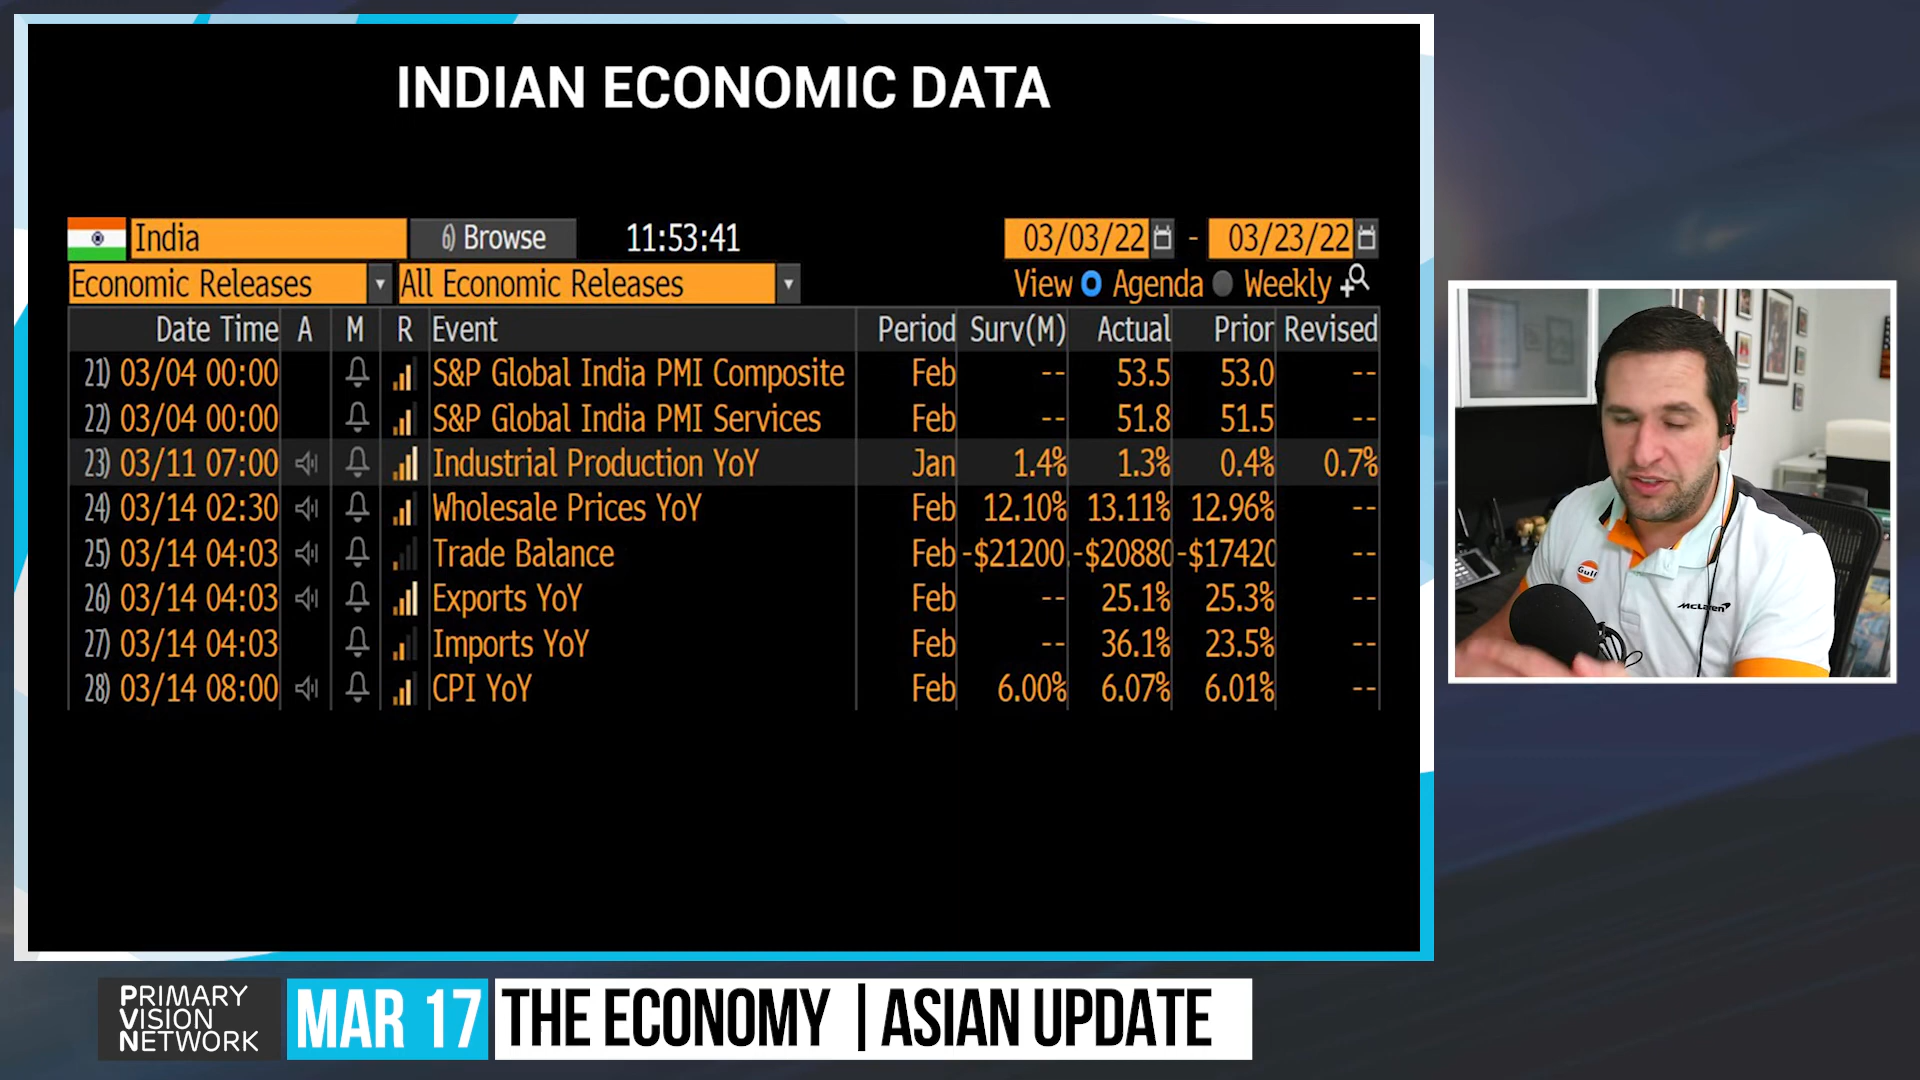 INDIAN ECONOMIC DATA
India 6) Browse 11:53:41 03/03/22 - 03/23/22
Economic Releases All Economic Releases View Agenda Weekly
Date Time A M R Event Period Surv(M) Actual Prior Revised
21) 03/04 00:00 S&P Global India PMI Composite Feb -- 53.5 53.0 --
22) 03/04 00:00 S&P Global India PMI Services Feb -- 51.8 51.5 --
23) 03/11 07:00 Industrial Production YoY Jan 1.4% 1.3% 0.4% 0.7%
24) 03/14 02:30 Wholesale Prices YoY Feb 12.10% 13.11% 12.96% --
25) 03/14 04:03 Trade Balance Feb -$21200. -$20880 -$17420 --
26) 03/14 04:03 Exports YoY Feb -- 25.1% 25.3% --
27) 03/14 04:03 Imports YoY Feb -- 36.1% 23.5% --
28) 03/14 08:00 CPI YoY Feb 6.00% 6.07% 6.01% --
Gulf
McLaren
PRIMARY
VISION
NETWORK
MAR 17 THE ECONOMY | ASIAN UPDATE